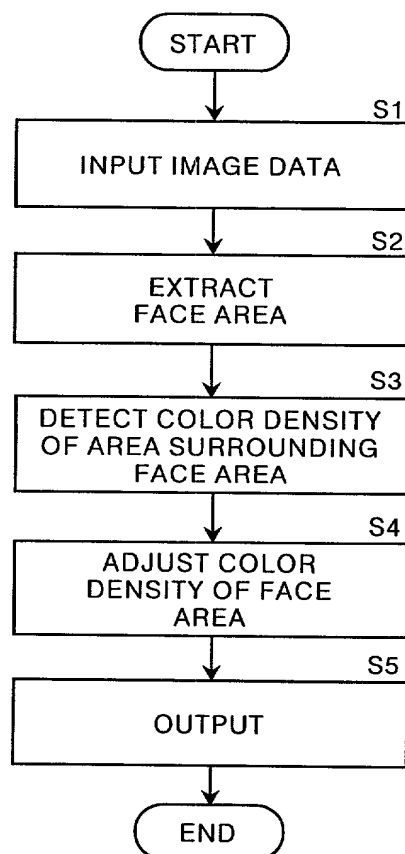 START
S1
INPUT IMAGE DATA
S2
EXTRACT
FACE AREA
S3
DETECT COLOR DENSITY
OF AREA SURROUNDING
FACE AREA
S4
ADJUST COLOR
DENSITY OF FACE
AREA
S5
OUTPUT
END